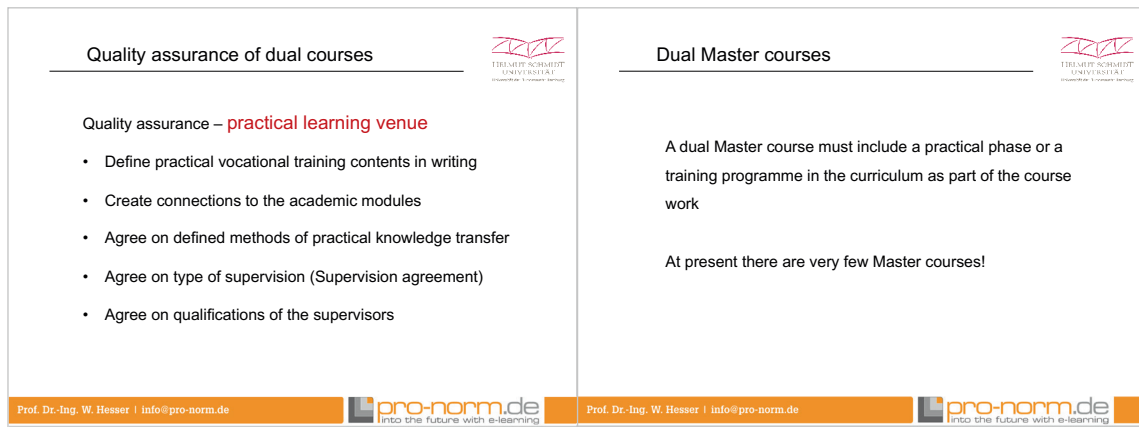 Quality assurance of dual courses
HELMUT SCHMIDT
UNIVERSITÄT
Quality assurance – practical learning venue
• Define practical vocational training contents in writing
• Create connections to the academic modules
• Agree on defined methods of practical knowledge transfer
• Agree on type of supervision (Supervision agreement)
• Agree on qualifications of the supervisors
Prof. Dr.-Ing. W. Hesser | info@pro-norm.de
pro-norm.de
into the future with e-learning
Dual Master courses
HELMUT SCHMIDT
UNIVERSITÄT
A dual Master course must include a practical phase or a
training programme in the curriculum as part of the course
work
At present there are very few Master courses!
Prof. Dr.-Ing. W. Hesser | info@pro-norm.de
pro-norm.de
into the future with e-learning